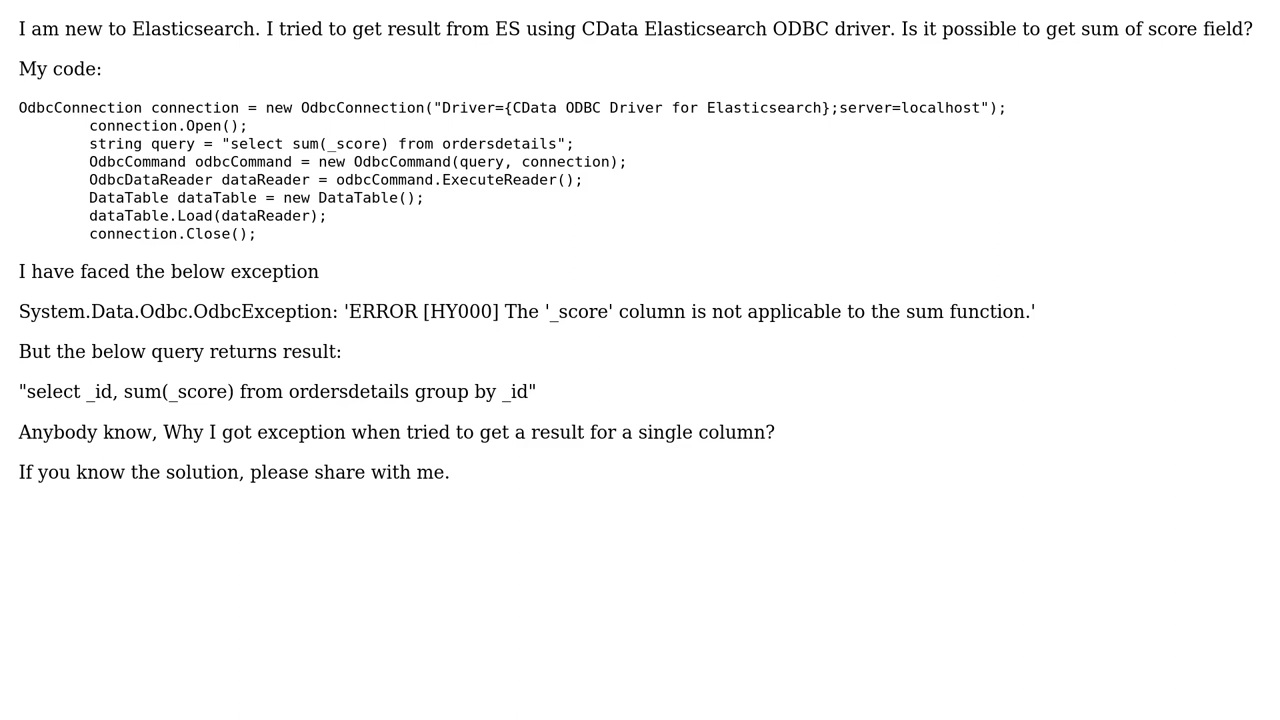 I am new to Elasticsearch. I tried to get result from ES using CData Elasticsearch ODBC driver. Is it possible to get sum of score field?
My code:
OdbcConnection connection = new OdbcConnection("Driver={CData ODBC Driver for Elasticsearch};server=localhost");
        connection.Open();
        string query = "select sum(_score) from ordersdetails";
        OdbcCommand odbcCommand = new OdbcCommand(query, connection);
        OdbcDataReader dataReader = odbcCommand.ExecuteReader();
        DataTable dataTable = new DataTable();
        dataTable.Load(dataReader);
        connection.Close();
I have faced the below exception
System.Data.Odbc.OdbcException: 'ERROR [HY000] The '_score' column is not applicable to the sum function.'
But the below query returns result:
"select _id, sum(_score) from ordersdetails group by _id"
Anybody know, Why I got exception when tried to get a result for a single column?
If you know the solution, please share with me.